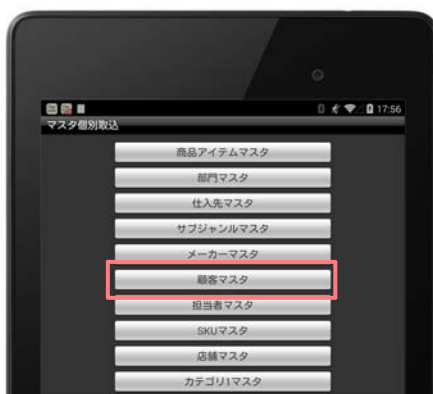 17:56
マスタ個別取込
商品アイテムマスタ
部門マスタ
仕入先マスタ
サブジャンルマスタ
メーカーマスタ
顧客マスタ
担当者マスタ
SKUマスタ
店舗マスタ
カテゴリ1マスタ